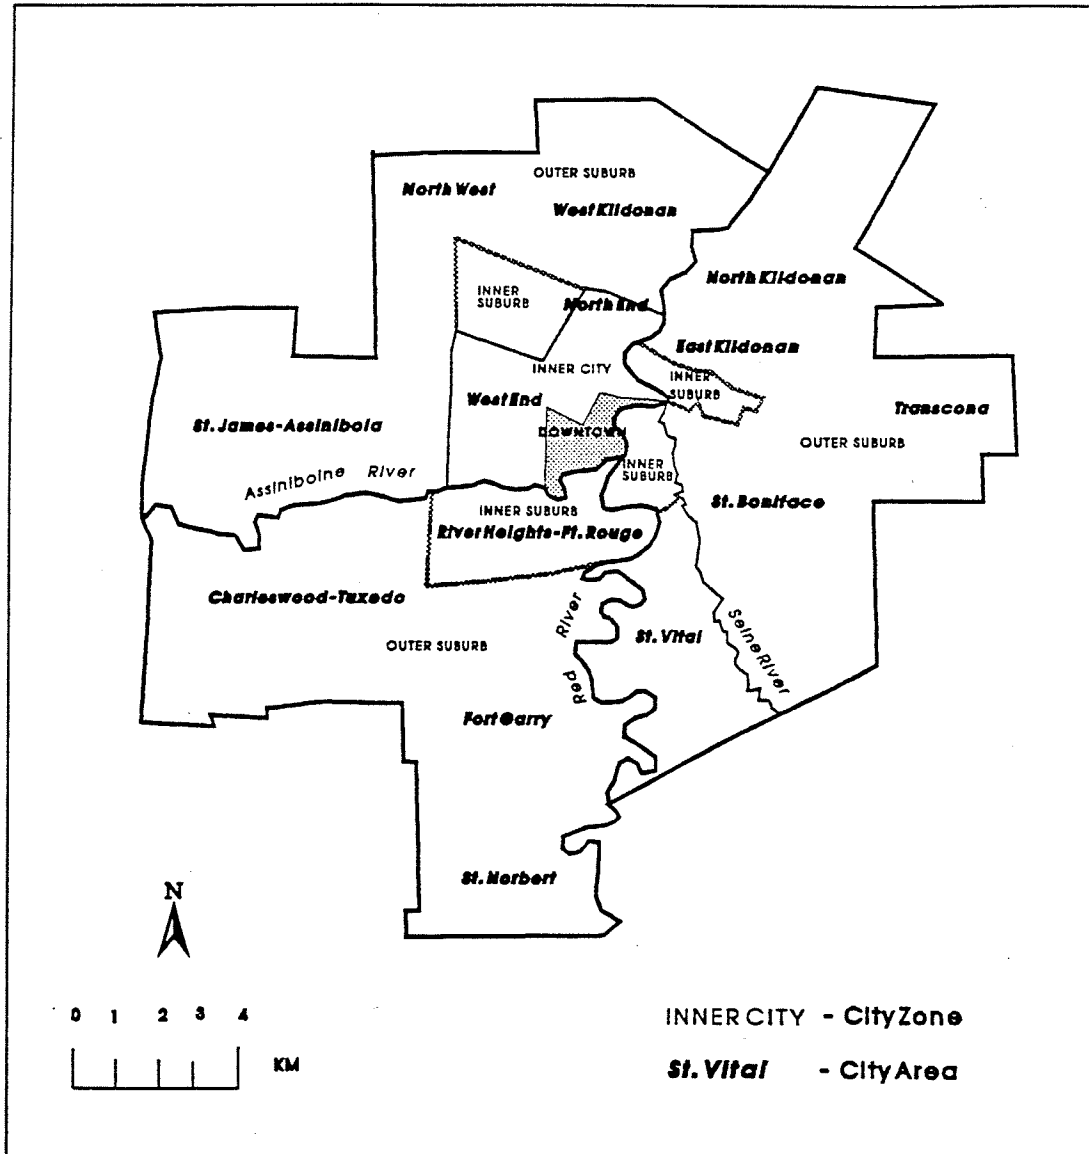 OUTER SUBURB
North West
West Kildonan
North Kildonan
INNER
SUBURB
North End
East Kildonan
INNER CITY
INNER
SUBURB
West End
Transcona
St. James-Assiniboia
DOWNTOWN
OUTER SUBURB
Assiniboine River
INNER
SUBURB
St. Boniface
INNER SUBURB
River Heights-Ft. Rouge
Charleswood-Tuxedo
River
Red
St. Vital
Seine River
OUTER SUBURB
Fort Garry
St. Norbert
N
0 1 2 3 4
KM
INNER CITY - City Zone
St. Vital - City Area